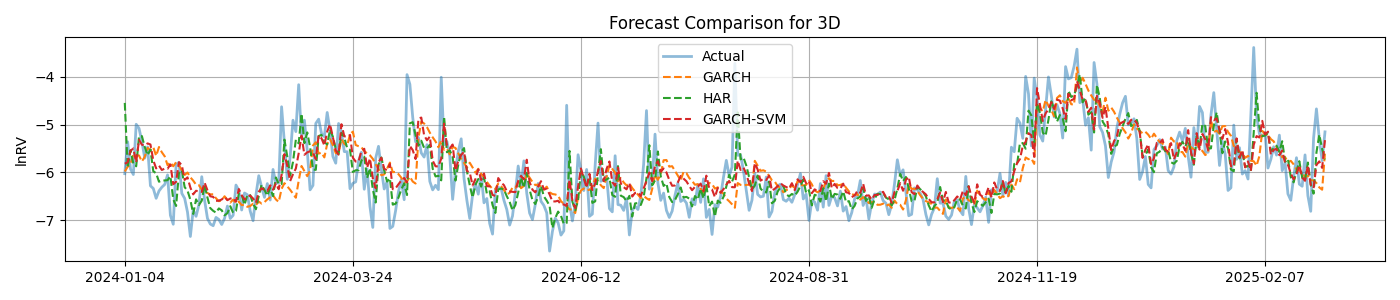 Forecast Comparison for 3D
lnRV
−4
−5
−6
−7
Actual
GARCH
HAR
GARCH-SVM
2024-01-04
2024-03-24
2024-06-12
2024-08-31
2024-11-19
2025-02-07